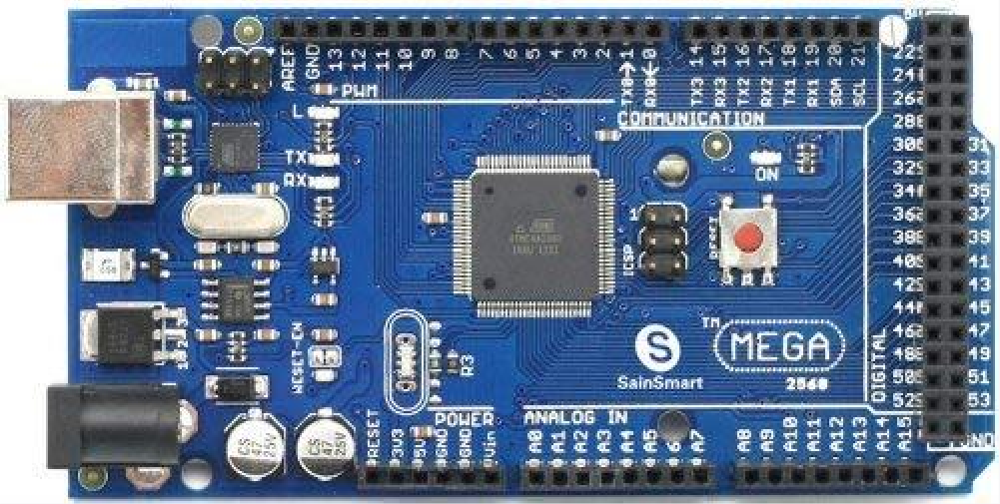 AREF
GND
13
12
11
10
9
8
7
6
5
4
3
2
1
0
TX0
RX0
TX3 14
RX3 15
TX2 16
RX2 17
TX1 18
RX1 19
SDA 20
SCL 21
PWM
COMMUNICATION
L
TX
RX
ON
RESET
ICSP
1
22
24
26
28
30
31
32
33
34
35
36
37
38
39
40
41
42
43
44
45
46
47
48
49
50
51
52
53
GND
DIGITAL
RESET-EN
R3
TM
MEGA
2560
S
SainSmart
POWER
ANALOG IN
RESET
3V3
5V
GND
GND
Vin
A0
A1
A2
A3
A4
A5
6
A7
A8
A9
A10
A11
A12
A13
A14
A15
CS
47
25V
CS
47
25V